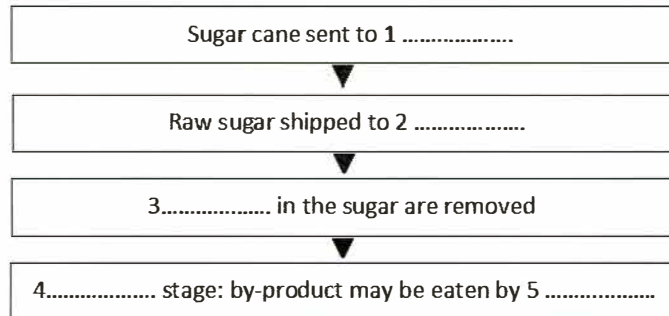 Sugar cane sent to 1 ...................
Raw sugar shipped to 2 ...................
3................... in the sugar are removed
4................... stage: by-product may be eaten by 5 ...................